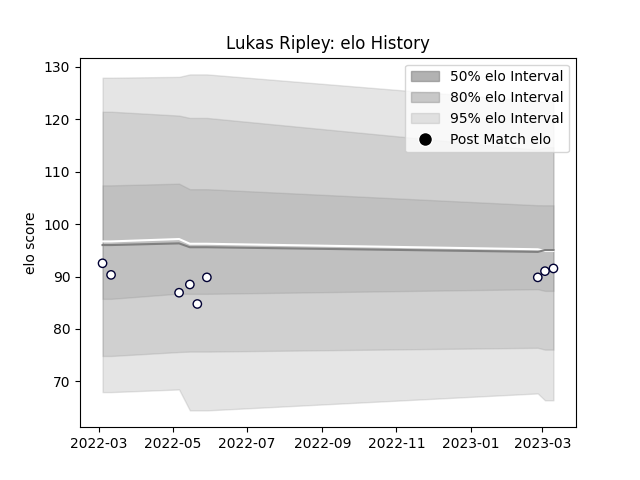 Lukas Ripley: elo History
130
120
110
100
90
80
70
elo score
50% elo Interval
80% elo Interval
95% elo Interval
Post Match elo
2022-03 2022-05 2022-07 2022-09 2022-11 2023-01 2023-03